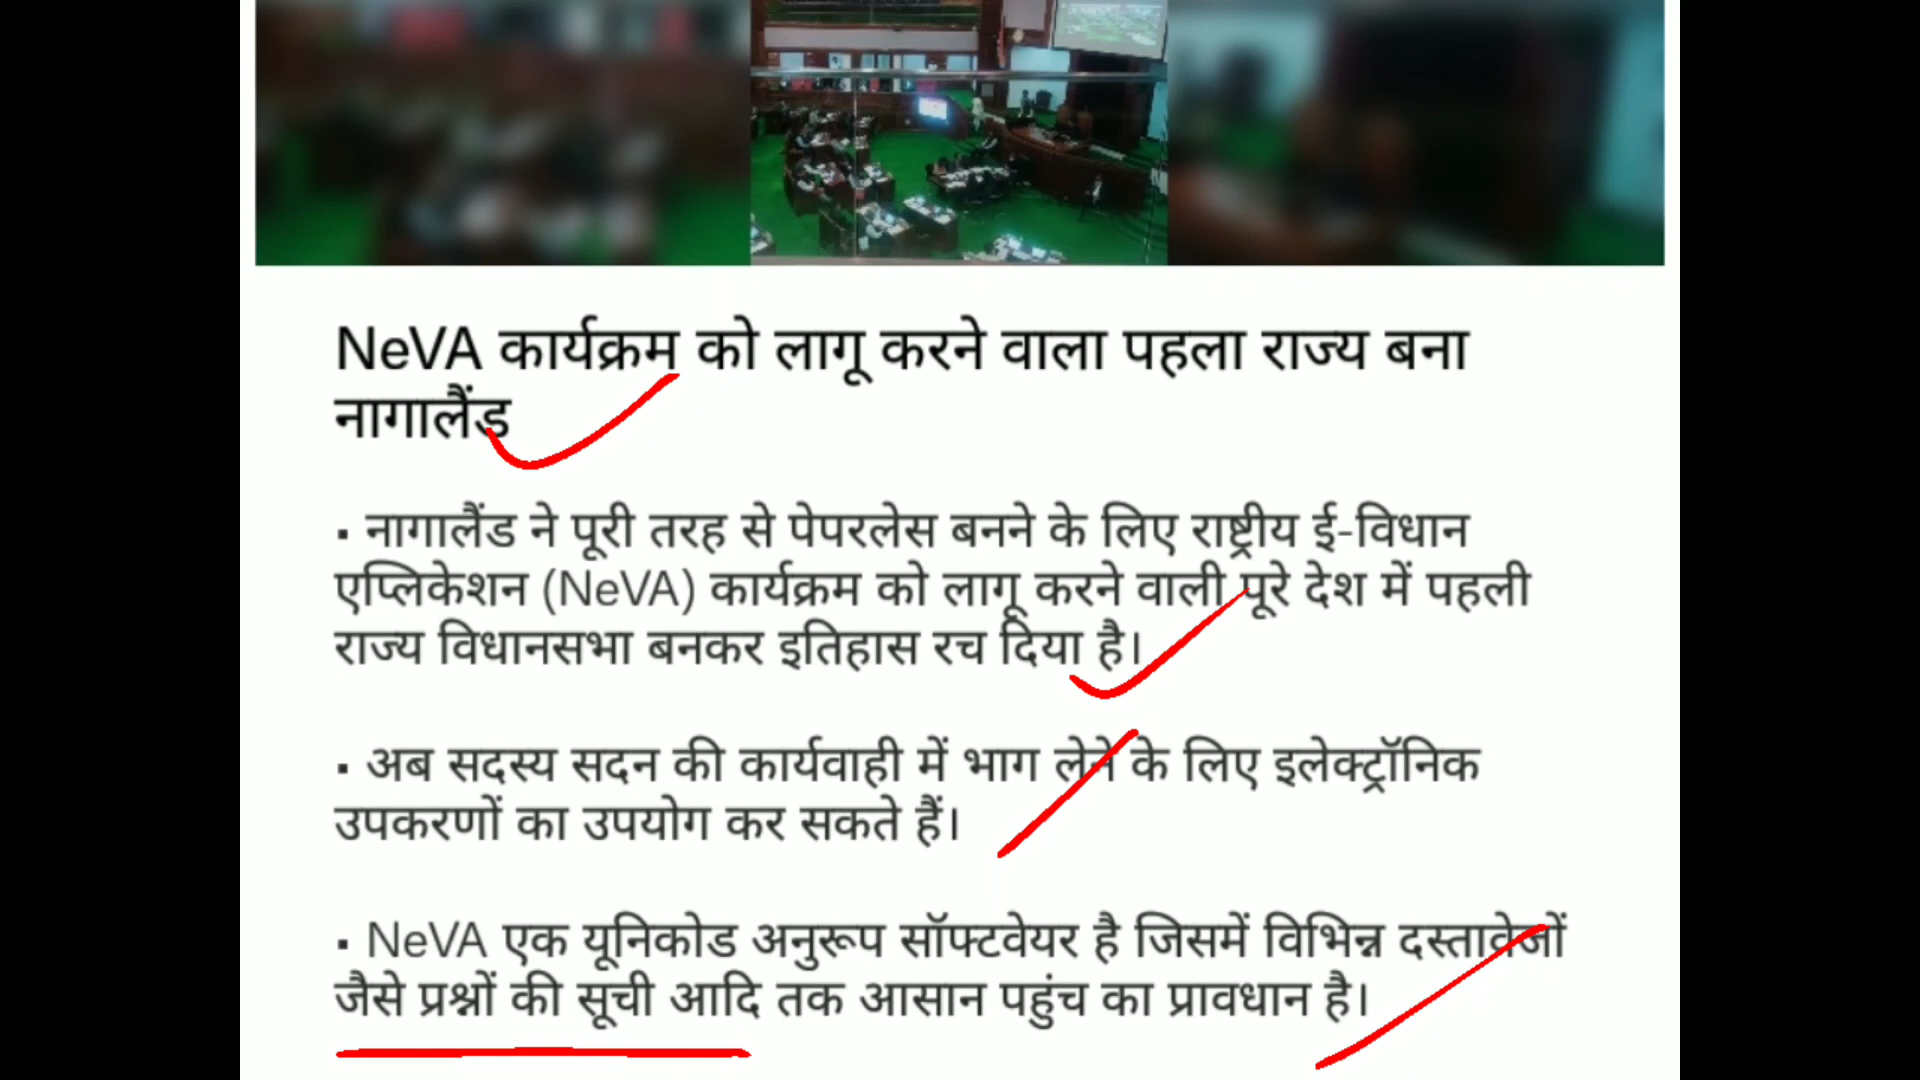 NeVA कार्यक्रम को लागू करने वाला पहला राज्य बना
नागालैंड
▪ नागालैंड ने पूरी तरह से पेपरलेस बनने के लिए राष्ट्रीय ई-विधान
एप्लिकेशन (NeVA) कार्यक्रम को लागू करने वाली पूरे देश में पहली
राज्य विधानसभा बनकर इतिहास रच दिया है।
▪ अब सदस्य सदन की कार्यवाही में भाग लेने के लिए इलेक्ट्रॉनिक
उपकरणों का उपयोग कर सकते हैं।
▪ NeVA एक यूनिकोड अनुरूप सॉफ्टवेयर है जिसमें विभिन्न दस्तावेजों
जैसे प्रश्नों की सूची आदि तक आसान पहुंच का प्रावधान है।